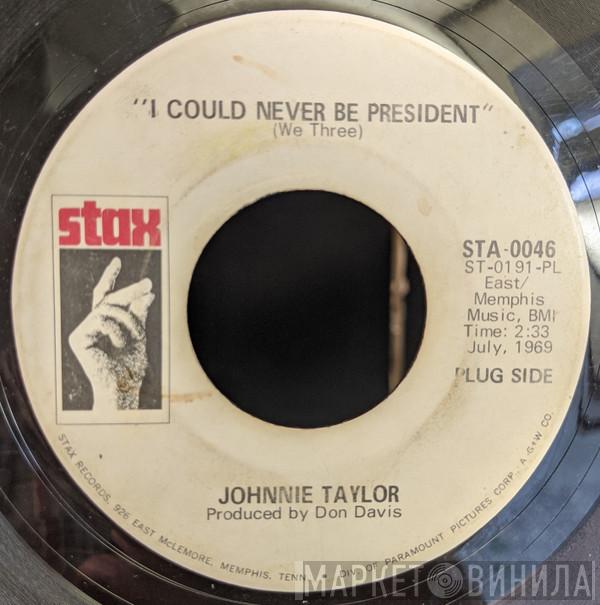 "I COULD NEVER BE PRESIDENT"
(We Three)
stax
STA-0046
ST-0191-PL
East/
Memphis
Music, BMI
Time: 2:33
July, 1969
PLUG SIDE
JOHNNIE TAYLOR
Produced by Don Davis
STAX RECORDS, 926 EAST McLEMORE, MEMPHIS, TENN. - DIV. OF PARAMOUNT PICTURES CORP. A G+W CO.
МАРКЕТ ВИНИЛА